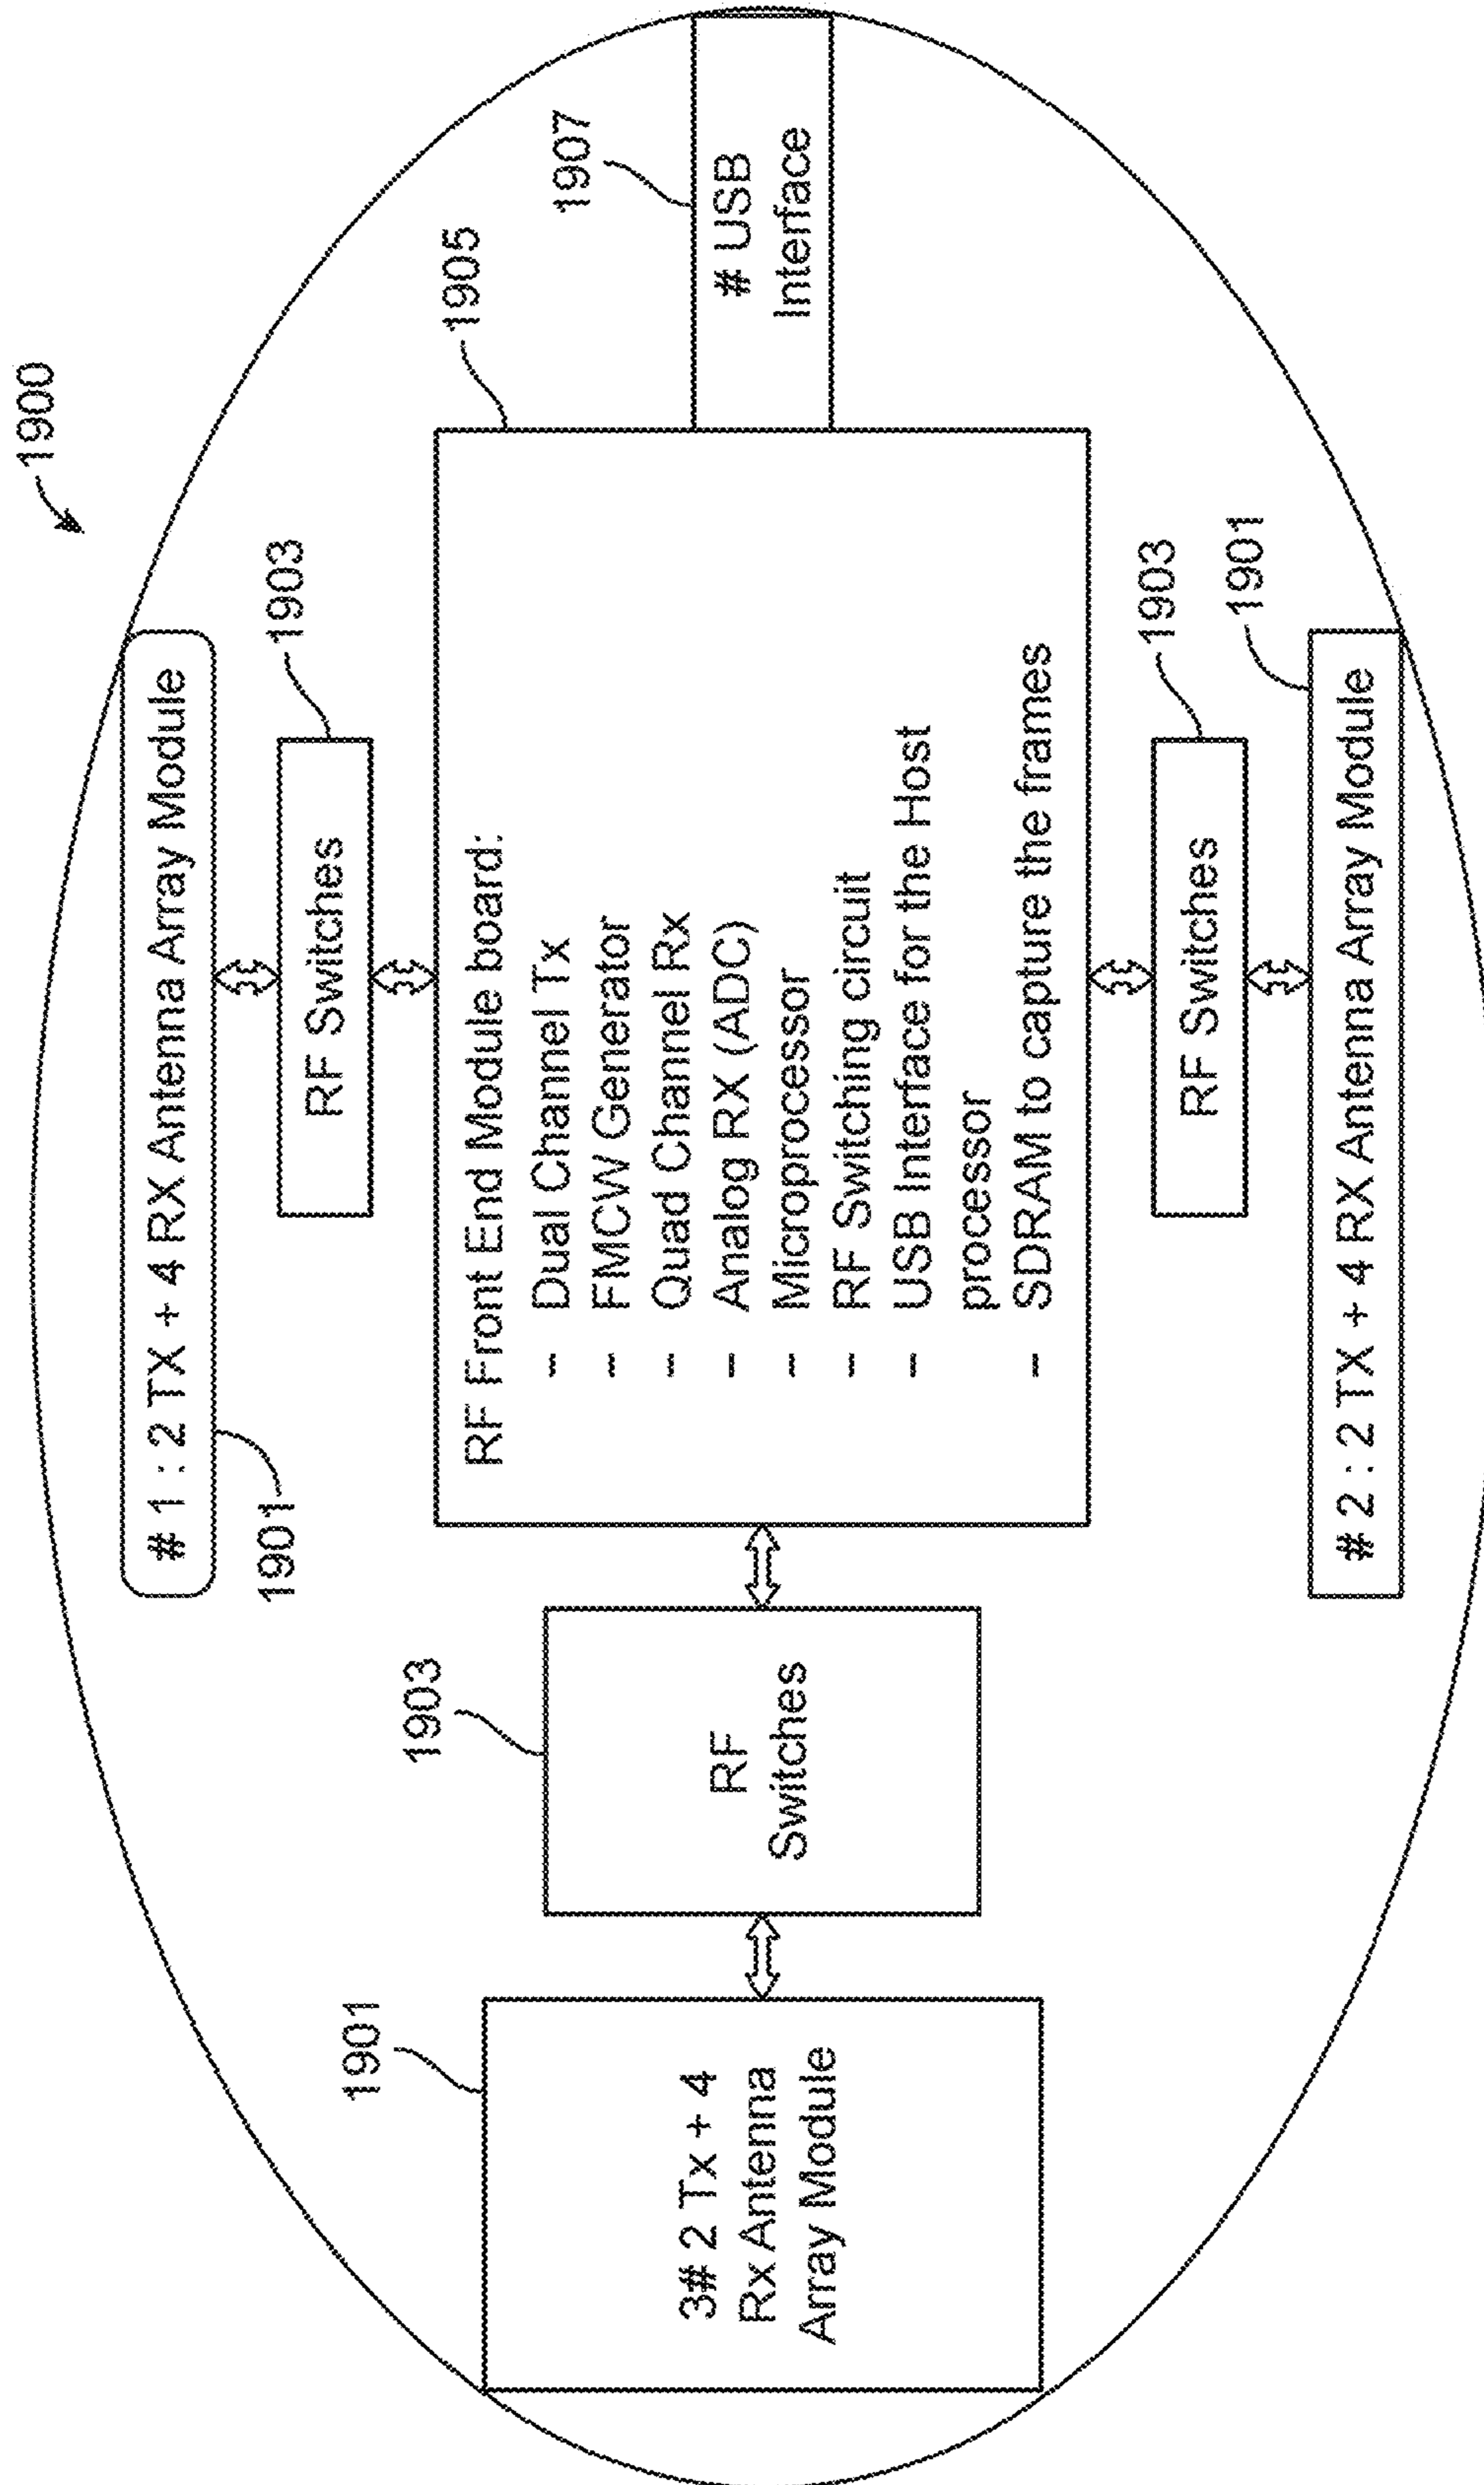 1900
# 1 : 2 TX + 4 RX Antenna Array Module
1901
RF Switches
1903
3# 2 Tx + 4
Rx Antenna
Array Module
1901
RF
Switches
1903
RF Front End Module board:
- Dual Channel Tx
- FMCW Generator
- Quad Channel Rx
- Analog RX (ADC)
- Microprocessor
- RF Switching circuit
- USB Interface for the Host
processor
- SDRAM to capture the frames
1905
# USB
Interface
1907
RF Switches
1903
# 2 : 2 TX + 4 RX Antenna Array Module
1901